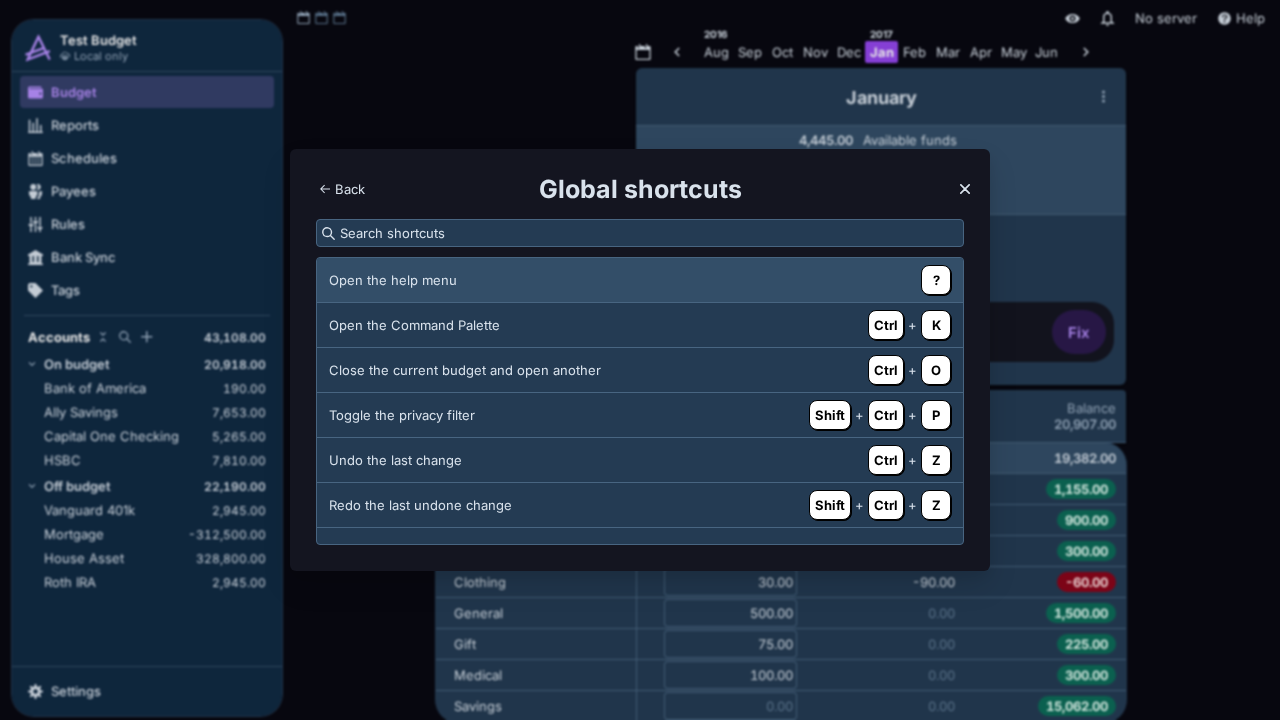 Test Budget
Local only
No server
Help
2016
2017
Aug Sep Oct Nov Dec Jan Feb Mar Apr May Jun
Budget
Reports
Schedules
Payees
Rules
Bank Sync
Tags
Accounts 43,108.00
On budget 20,918.00
Bank of America 190.00
Ally Savings 7,653.00
Capital One Checking 5,265.00
HSBC 7,810.00
Off budget 22,190.00
Vanguard 401k 2,945.00
Mortgage -312,500.00
House Asset 328,800.00
Roth IRA 2,945.00
Settings
January
4,445.00 Available funds
Back
Global shortcuts
Search shortcuts
Open the help menu ?
Open the Command Palette Ctrl + K
Close the current budget and open another Ctrl + O
Toggle the privacy filter Shift + Ctrl + P
Undo the last change Ctrl + Z
Redo the last undone change Shift + Ctrl + Z
Fix
Balance
20,907.00
19,382.00
1,155.00
900.00
300.00
Clothing 30.00 -90.00 -60.00
General 500.00 0.00 1,500.00
Gift 75.00 0.00 225.00
Medical 100.00 0.00 300.00
Savings 0.00 0.00 15,062.00